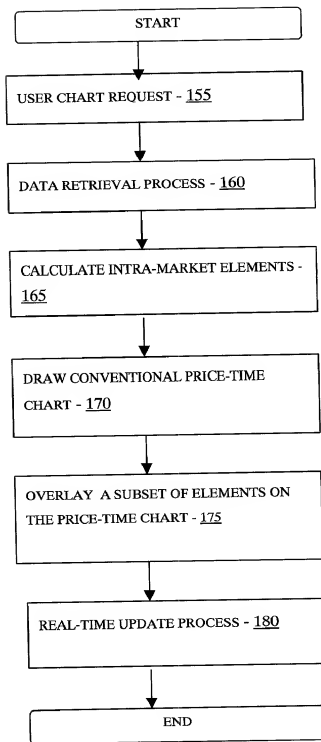 START
USER CHART REQUEST - 155
DATA RETRIEVAL PROCESS - 160
CALCULATE INTRA-MARKET ELEMENTS -
165
DRAW CONVENTIONAL PRICE-TIME
CHART - 170
OVERLAY A SUBSET OF ELEMENTS ON
THE PRICE-TIME CHART - 175
REAL-TIME UPDATE PROCESS - 180
END